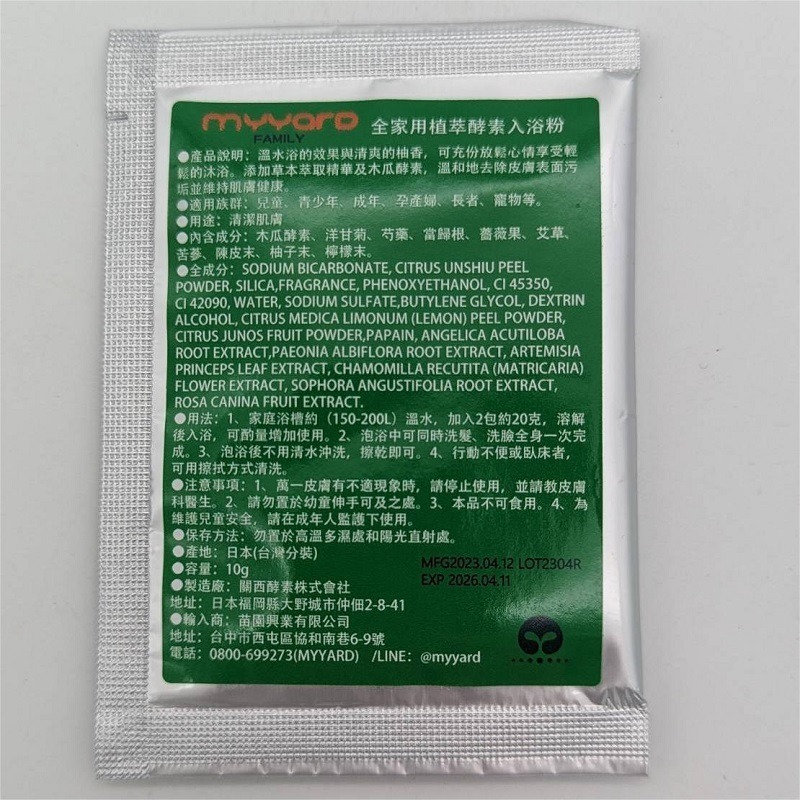 myyard 全家用植萃酵素入浴粉
FAMILY
●產品說明：溫水浴的效果與清爽的柚香，可充份放鬆心情享受輕
鬆的沐浴。添加草本萃取精華及木瓜酵素，溫和地去除皮膚表面污
垢並維持肌膚健康。
●適用族群：兒童、青少年、成年、孕產婦、長者、寵物等。
●用途：清潔肌膚
●內含成分：木瓜酵素、洋甘菊、芍藥、當歸根、薔薇果、艾草、
苦蔘、陳皮末、柚子末、檸檬末。
●全成分：SODIUM BICARBONATE, CITRUS UNSHIU PEEL
POWDER, SILICA,FRAGRANCE, PHENOXYETHANOL, CI 45350,
CI 42090, WATER, SODIUM SULFATE,BUTYLENE GLYCOL, DEXTRIN
ALCOHOL, CITRUS MEDICA LIMONUM (LEMON) PEEL POWDER,
CITRUS JUNOS FRUIT POWDER,PAPAIN, ANGELICA ACUTILOBA
ROOT EXTRACT,PAEONIA ALBIFLORA ROOT EXTRACT, ARTEMISIA
PRINCEPS LEAF EXTRACT, CHAMOMILLA RECUTITA (MATRICARIA)
FLOWER EXTRACT, SOPHORA ANGUSTIFOLIA ROOT EXTRACT,
ROSA CANINA FRUIT EXTRACT.
●用法：1、家庭浴槽約（150-200L）溫水，加入2包約20克，溶解
後入浴，可酌量增加使用。2、泡浴中可同時洗髮、洗臉全身一次完
成。3、泡浴後不用清水沖洗，擦乾即可。4、行動不便或臥床者，
可用擦拭方式清洗。
●注意事項：1、萬一皮膚有不適現象時，請停止使用，並請教皮膚
科醫生。2、請勿置於幼童伸手可及之處。3、本品不可食用。4、為
維護兒童安全，請在成年人監護下使用。
●保存方法：勿置於高溫多濕處和陽光直射處。
●產地：日本(台灣分裝)
●容量：10g
MFG2023.04.12 LOT2304R
EXP 2026.04.11
●製造廠：關西酵素株式會社
地址：日本福岡縣大野城市仲佃2-8-41
●輸入商：苗園興業有限公司
地址：台中市西屯區協和南巷6-9號
電話：0800-699273(MYYARD) /LINE：@myyard